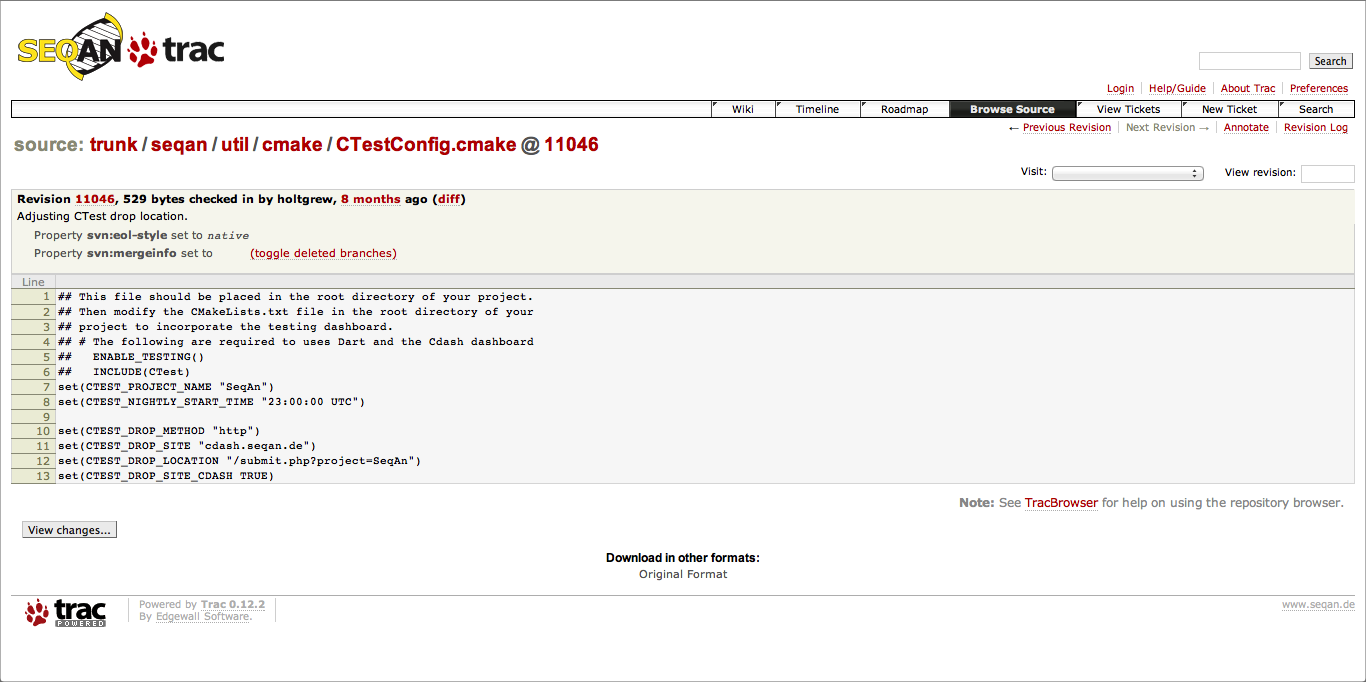 SEQAN trac
Search
Login Help/Guide About Trac Preferences
Wiki Timeline Roadmap Browse Source View Tickets New Ticket Search
← Previous Revision Next Revision → Annotate Revision Log
source: trunk / seqan / util / cmake / CTestConfig.cmake @ 11046
Visit: View revision:
Revision 11046, 529 bytes checked in by holtgrew, 8 months ago (diff)
Adjusting CTest drop location.
Property svn:eol-style set to native
Property svn:mergeinfo set to (toggle deleted branches)
Line
1 ## This file should be placed in the root directory of your project.
2 ## Then modify the CMakeLists.txt file in the root directory of your
3 ## project to incorporate the testing dashboard.
4 ## # The following are required to uses Dart and the Cdash dashboard
5 ##   ENABLE_TESTING()
6 ##   INCLUDE(CTest)
7 set(CTEST_PROJECT_NAME "SeqAn")
8 set(CTEST_NIGHTLY_START_TIME "23:00:00 UTC")
9
10 set(CTEST_DROP_METHOD "http")
11 set(CTEST_DROP_SITE "cdash.seqan.de")
12 set(CTEST_DROP_LOCATION "/submit.php?project=SeqAn")
13 set(CTEST_DROP_SITE_CDASH TRUE)
Note: See TracBrowser for help on using the repository browser.
View changes...
Download in other formats:
Original Format
trac POWERED
Powered by Trac 0.12.2
By Edgewall Software.
www.seqan.de